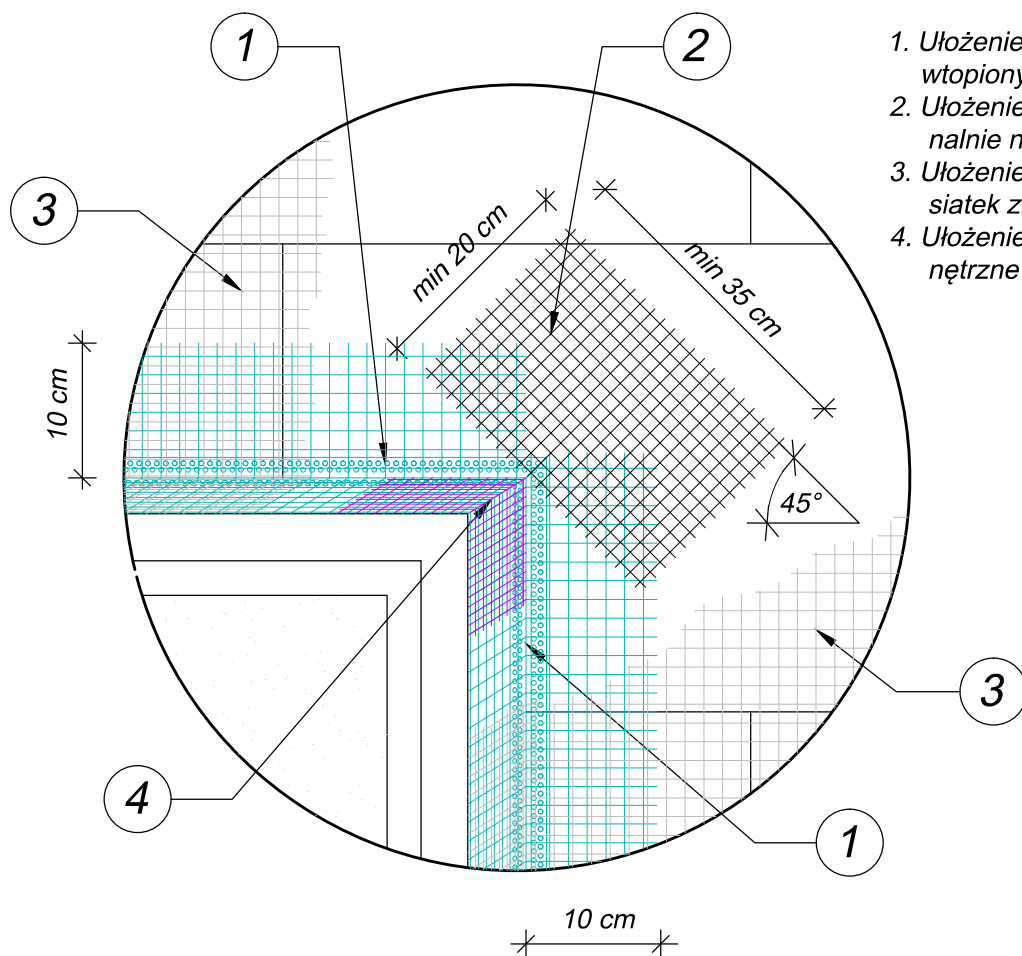 1
2
3
1. Ułożenie
wtopiony
2. Ułożenie
nalnie n
3. Ułożenie
siatek z
4. Ułożenie
nętrzne
min 20 cm
min 35 cm
10 cm
45°
3
4
1
10 cm